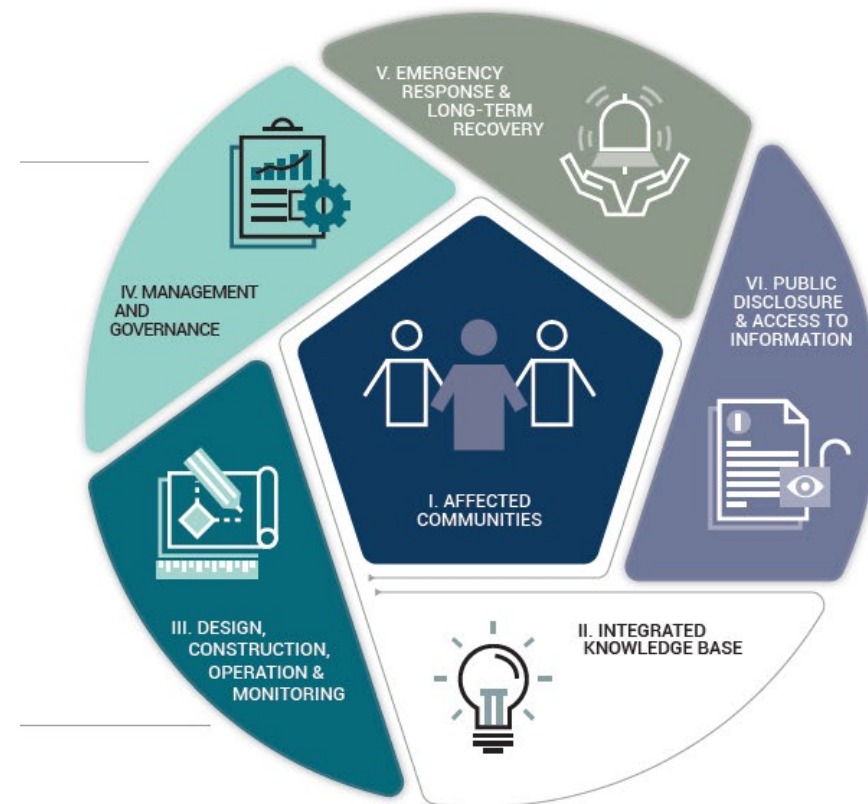 V. EMERGENCY
RESPONSE &
LONG-TERM
RECOVERY
IV. MANAGEMENT
AND
GOVERNANCE
VI. PUBLIC
DISCLOSURE
& ACCESS TO
INFORMATION
I. AFFECTED
COMMUNITIES
III. DESIGN,
CONSTRUCTION,
OPERATION &
MONITORING
II. INTEGRATED
KNOWLEDGE BASE